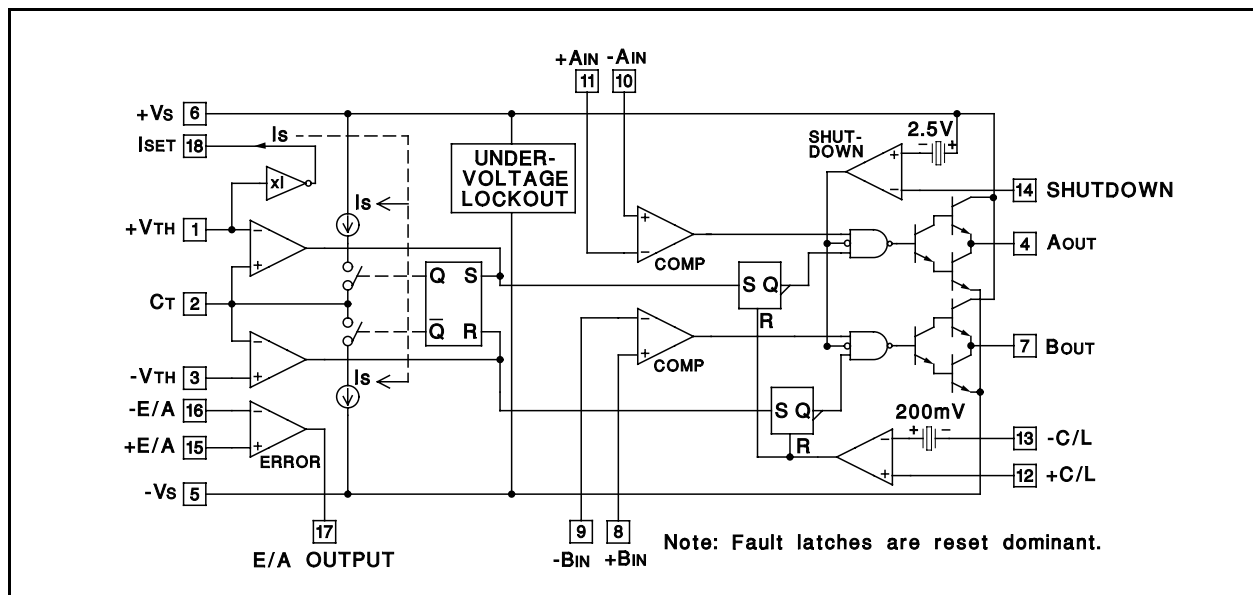 +AIN -AIN
11 10
+VS 6
ISET 18
IS
xI
+VTH 1
-
+
CT 2
-
+
-VTH 3
-E/A 16
-
+E/A 15
+
ERROR
-VS 5
17
E/A OUTPUT
IS
IS
Q S
Q̅ R
UNDER-
VOLTAGE
LOCKOUT
+
-
COMP
-
+
COMP
9 8
-BIN +BIN
S Q
R
S Q
R
SHUT-
DOWN
+
-
2.5V
- +
14 SHUTDOWN
4 AOUT
7 BOUT
200mV
+ -
-
+
13 -C/L
12 +C/L
Note: Fault latches are reset dominant.